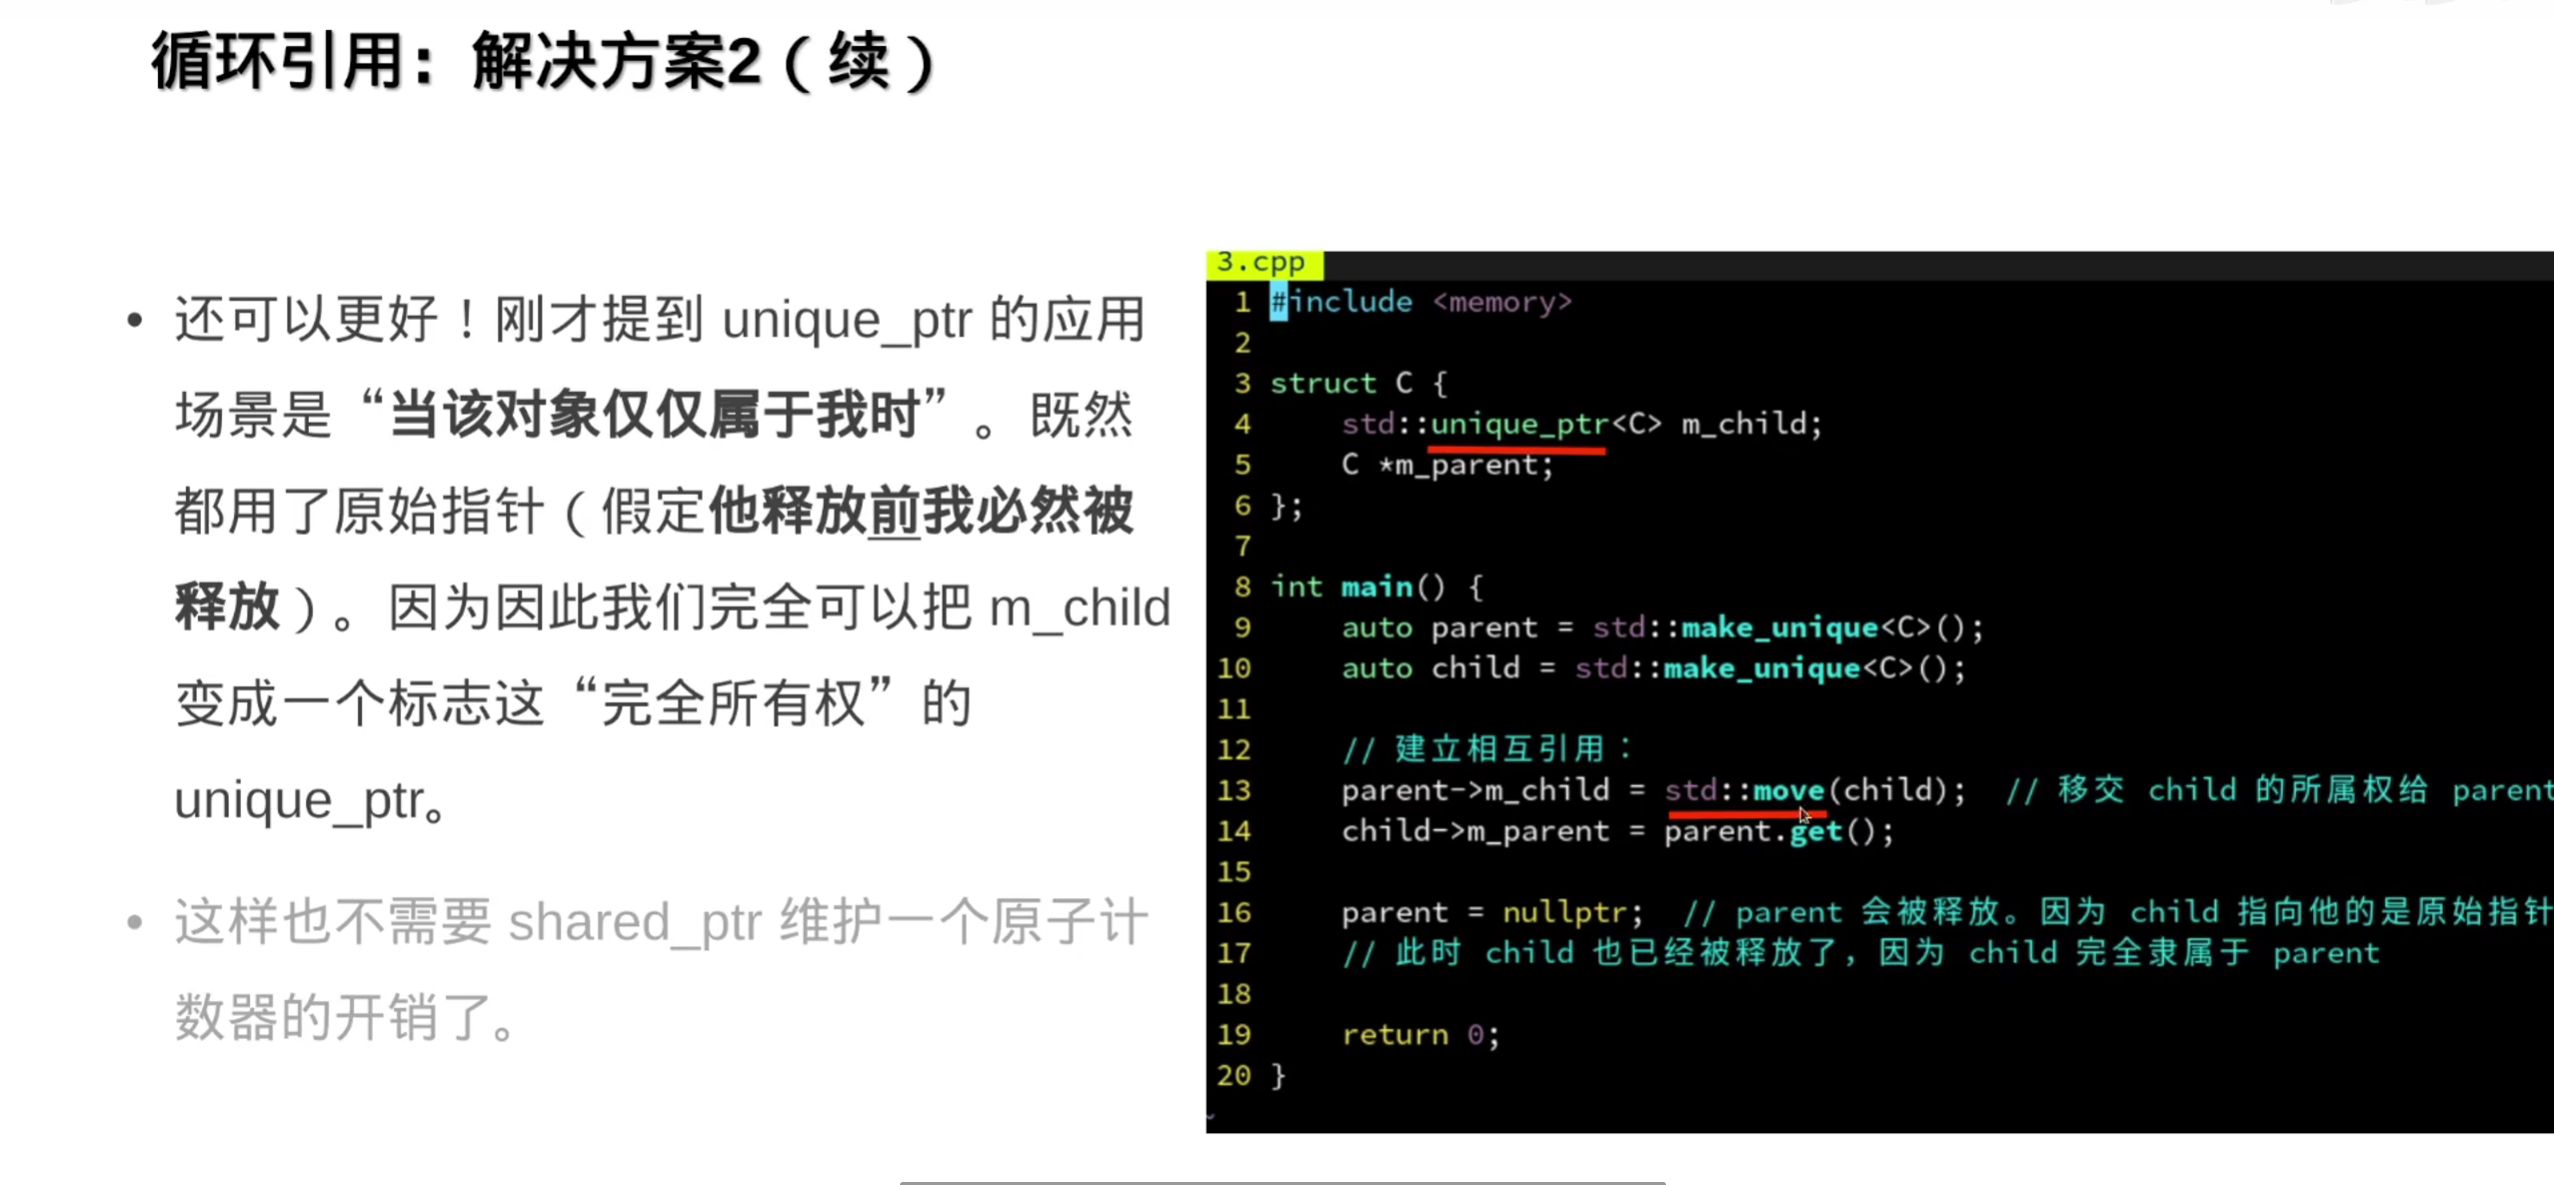 循环引用：解决方案2（续）
• 还可以更好！刚才提到 unique_ptr 的应用
场景是“当该对象仅仅属于我时”。既然
都用了原始指针（假定他释放前我必然被
释放）。因为因此我们完全可以把 m_child
变成一个标志这“完全所有权”的
unique_ptr。
• 这样也不需要 shared_ptr 维护一个原子计
数器的开销了。
3.cpp
1 #include <memory>
2
3 struct C {
4     std::unique_ptr<C> m_child;
5     C *m_parent;
6 };
7
8 int main() {
9     auto parent = std::make_unique<C>();
10     auto child = std::make_unique<C>();
11
12     // 建立相互引用：
13     parent->m_child = std::move(child);  // 移交 child 的所属权给 parent
14     child->m_parent = parent.get();
15
16     parent = nullptr;  // parent 会被释放。因为 child 指向他的是原始指针
17     // 此时 child 也已经被释放了，因为 child 完全隶属于 parent
18
19     return 0;
20 }